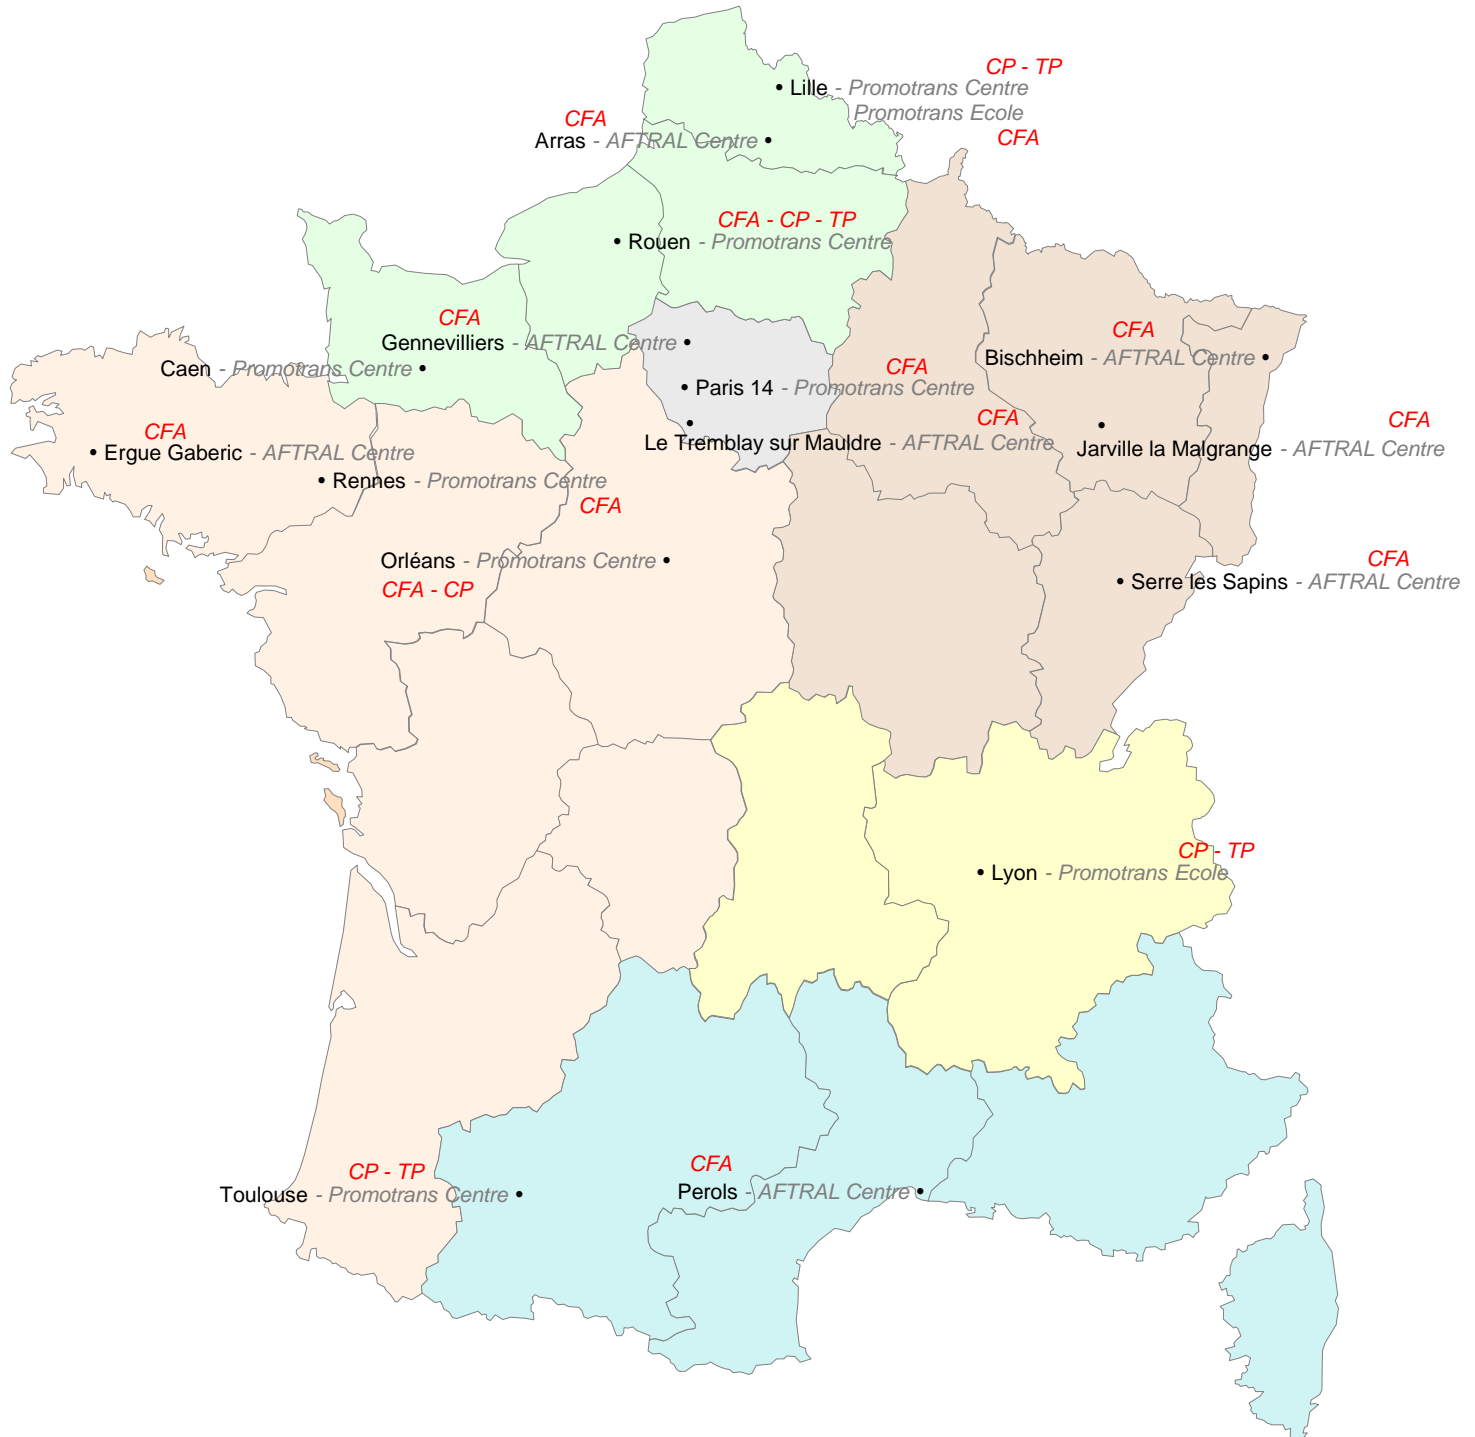 CP - TP
• Lille - Promotrans Centre
Promotrans Ecole
CFA
CFA
Arras - AFTRAL Centre •
CFA - CP - TP
• Rouen - Promotrans Centre
CFA
Gennevilliers - AFTRAL Centre •
CFA
Bischheim - AFTRAL Centre •
Caen - Promotrans Centre •
CFA
• Paris 14 - Promotrans Centre
CFA
• Le Tremblay sur Mauldre - AFTRAL Centre
CFA
• Jarville la Malgrange - AFTRAL Centre
CFA
• Ergue Gaberic - AFTRAL Centre
• Rennes - Promotrans Centre
CFA
Orléans - Promotrans Centre •
CFA - CP
CFA
• Serre les Sapins - AFTRAL Centre
CP - TP
• Lyon - Promotrans Ecole
CP - TP
Toulouse - Promotrans Centre •
CFA
Perols - AFTRAL Centre •